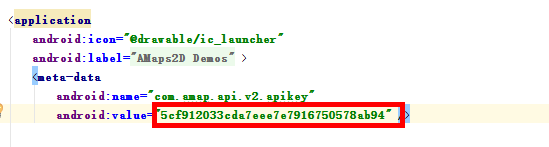 <application
android:icon="@drawable/ic_launcher"
android:label="AMaps2D Demos" >
<meta-data
android:name="com.amap.api.v2.apikey"
android:value="5cf912033cda7eee7e7916750578ab94" />